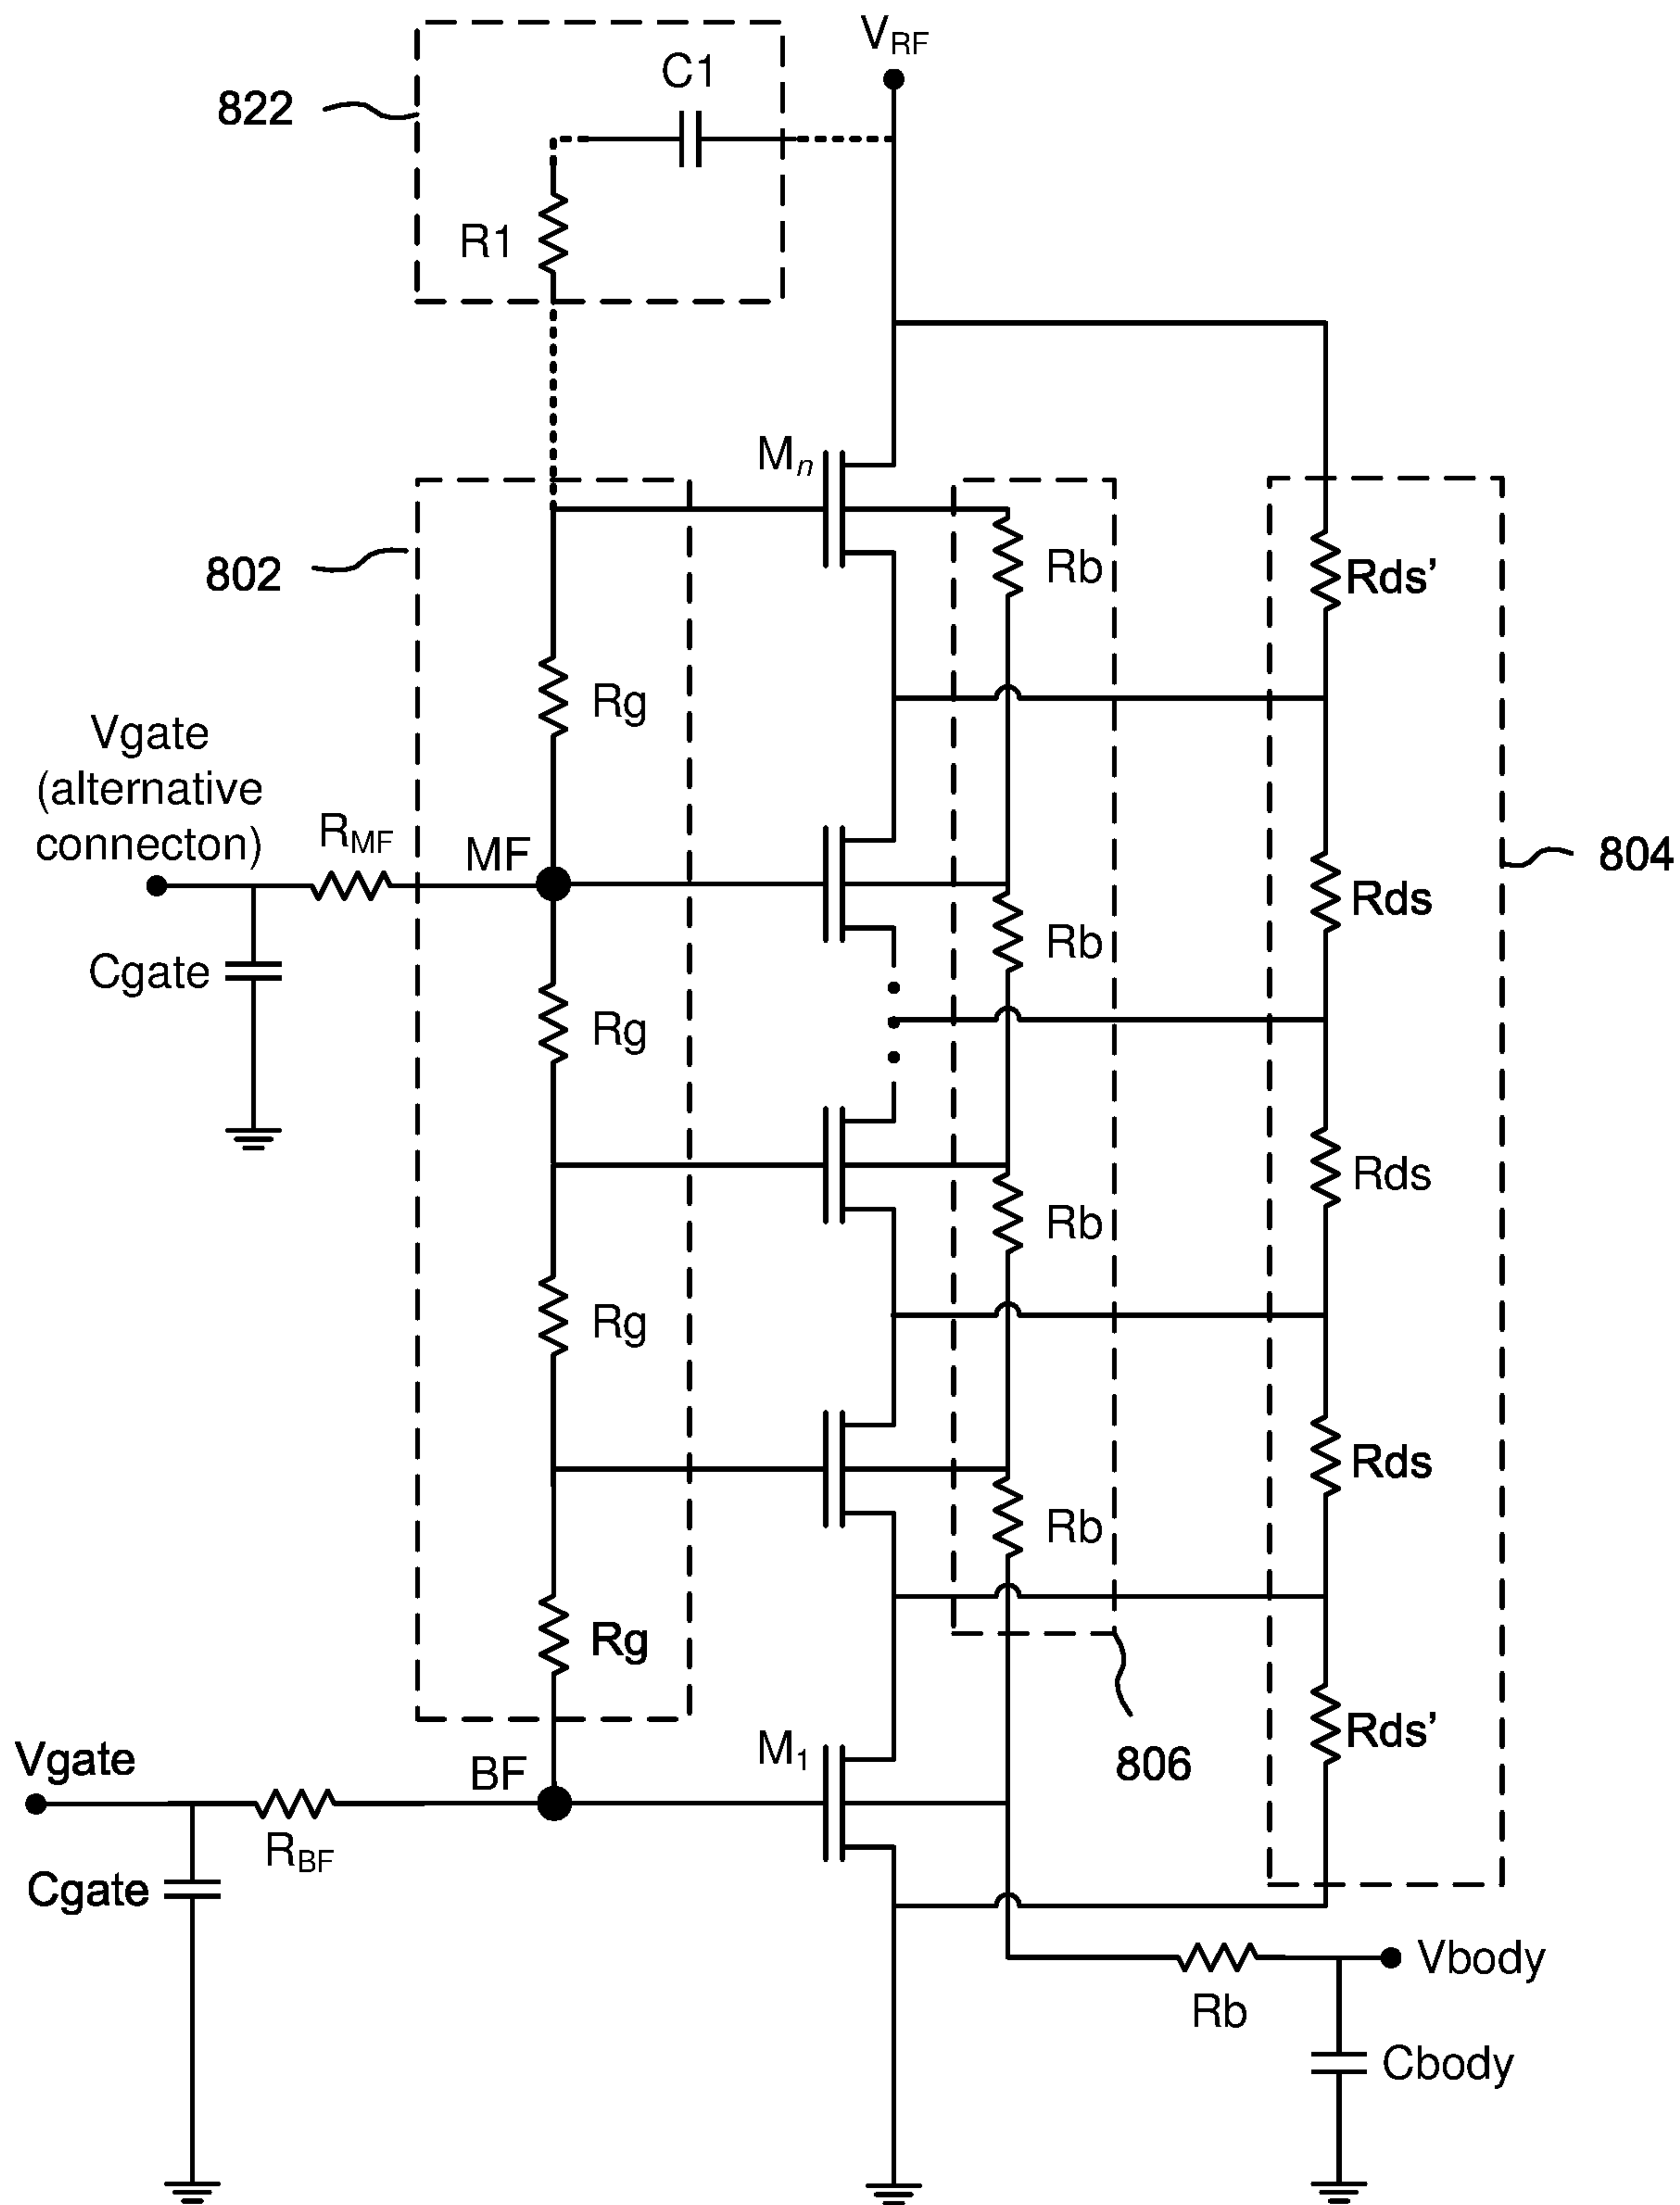 V_RF
C1
822
R1
M_n
802
Rb
Rds'
Rg
Vgate
(alternative
connecton)
R_MF
MF
804
Rds
Cgate
Rb
Rg
Rds
Rb
Rg
Rds
Rb
Rg
Rds'
M_1
806
Vgate
BF
R_BF
Cgate
Vbody
Rb
Cbody